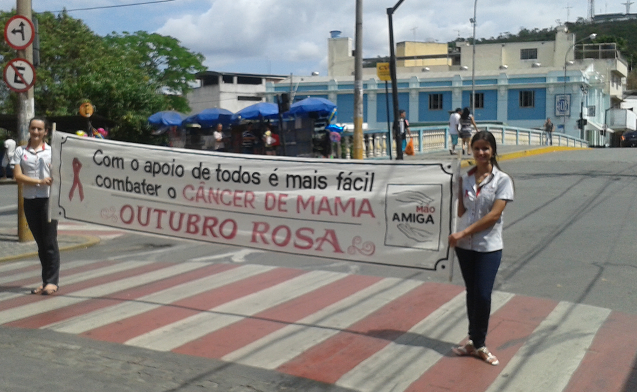 Com o apoio de todos é mais fácil
combater o CÂNCER DE MAMA
OUTUBRO ROSA
MÃO
AMIGA
E